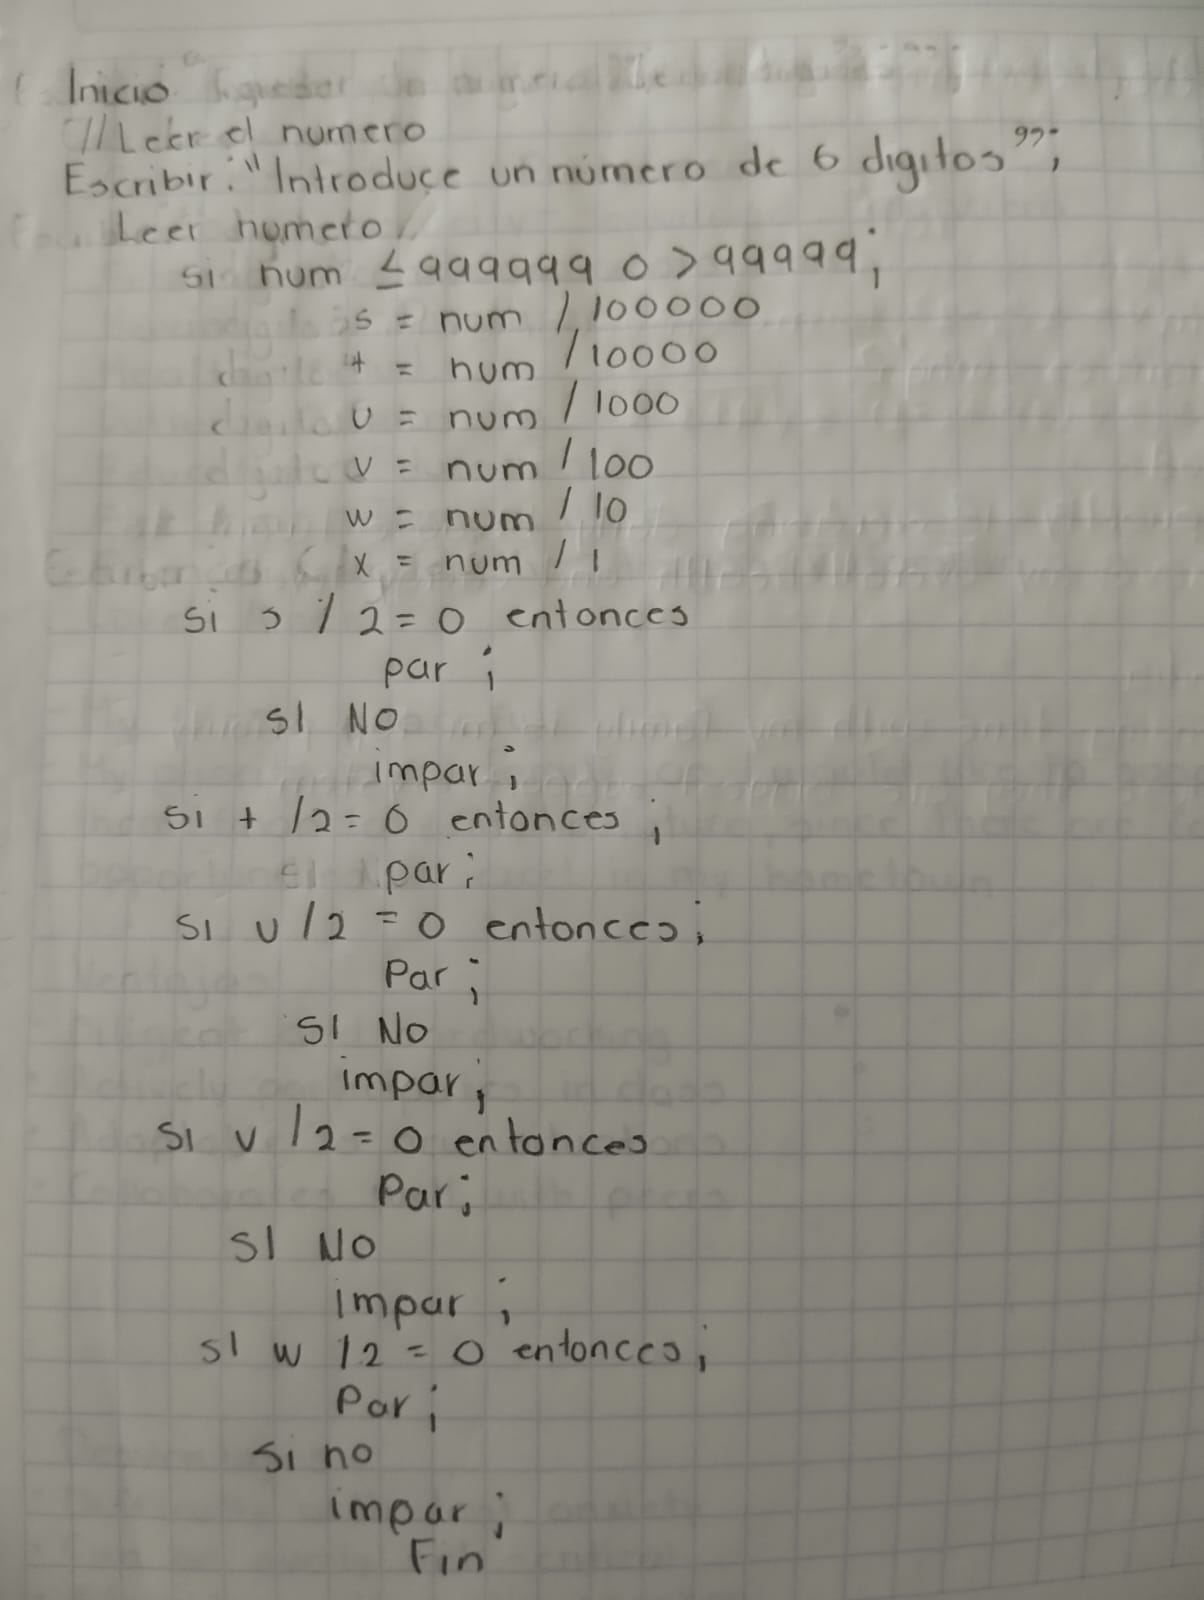 Inicio
//Leer el numero
Escribir: "Introduce un número de 6 digitos";
Leer numero
si num ≤ 999999 o > 99999;
s = num / 100000
t = num / 10000
u = num / 1000
v = num / 100
w = num / 10
x = num / 1
si s / 2 = 0 entonces
par ;
SI NO
impar ;
si t /2 = 0 entonces ;
par ;
SI U /2 = 0 entonces ;
Par ;
SI NO
impar ;
SI v /2 = 0 entonces
Par ;
SI NO
impar ;
SI w /2 = 0 entonces ;
Par ;
Si no
impar ;
Fin